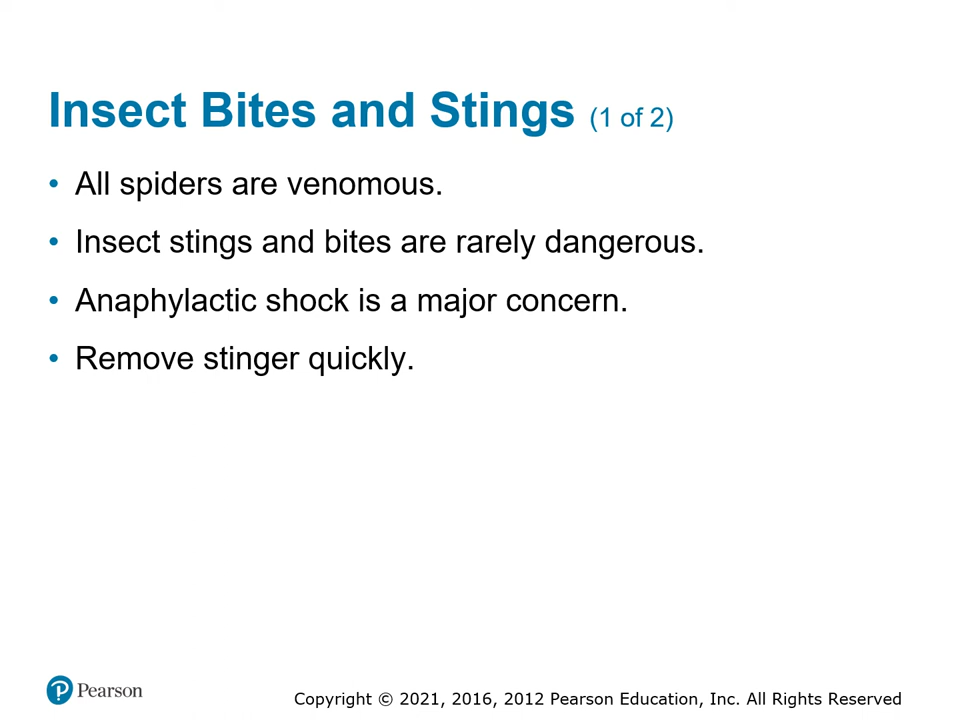 Insect Bites and Stings (1 of 2)
• All spiders are venomous.
• Insect stings and bites are rarely dangerous.
• Anaphylactic shock is a major concern.
• Remove stinger quickly.
Pearson
Copyright © 2021, 2016, 2012 Pearson Education, Inc. All Rights Reserved